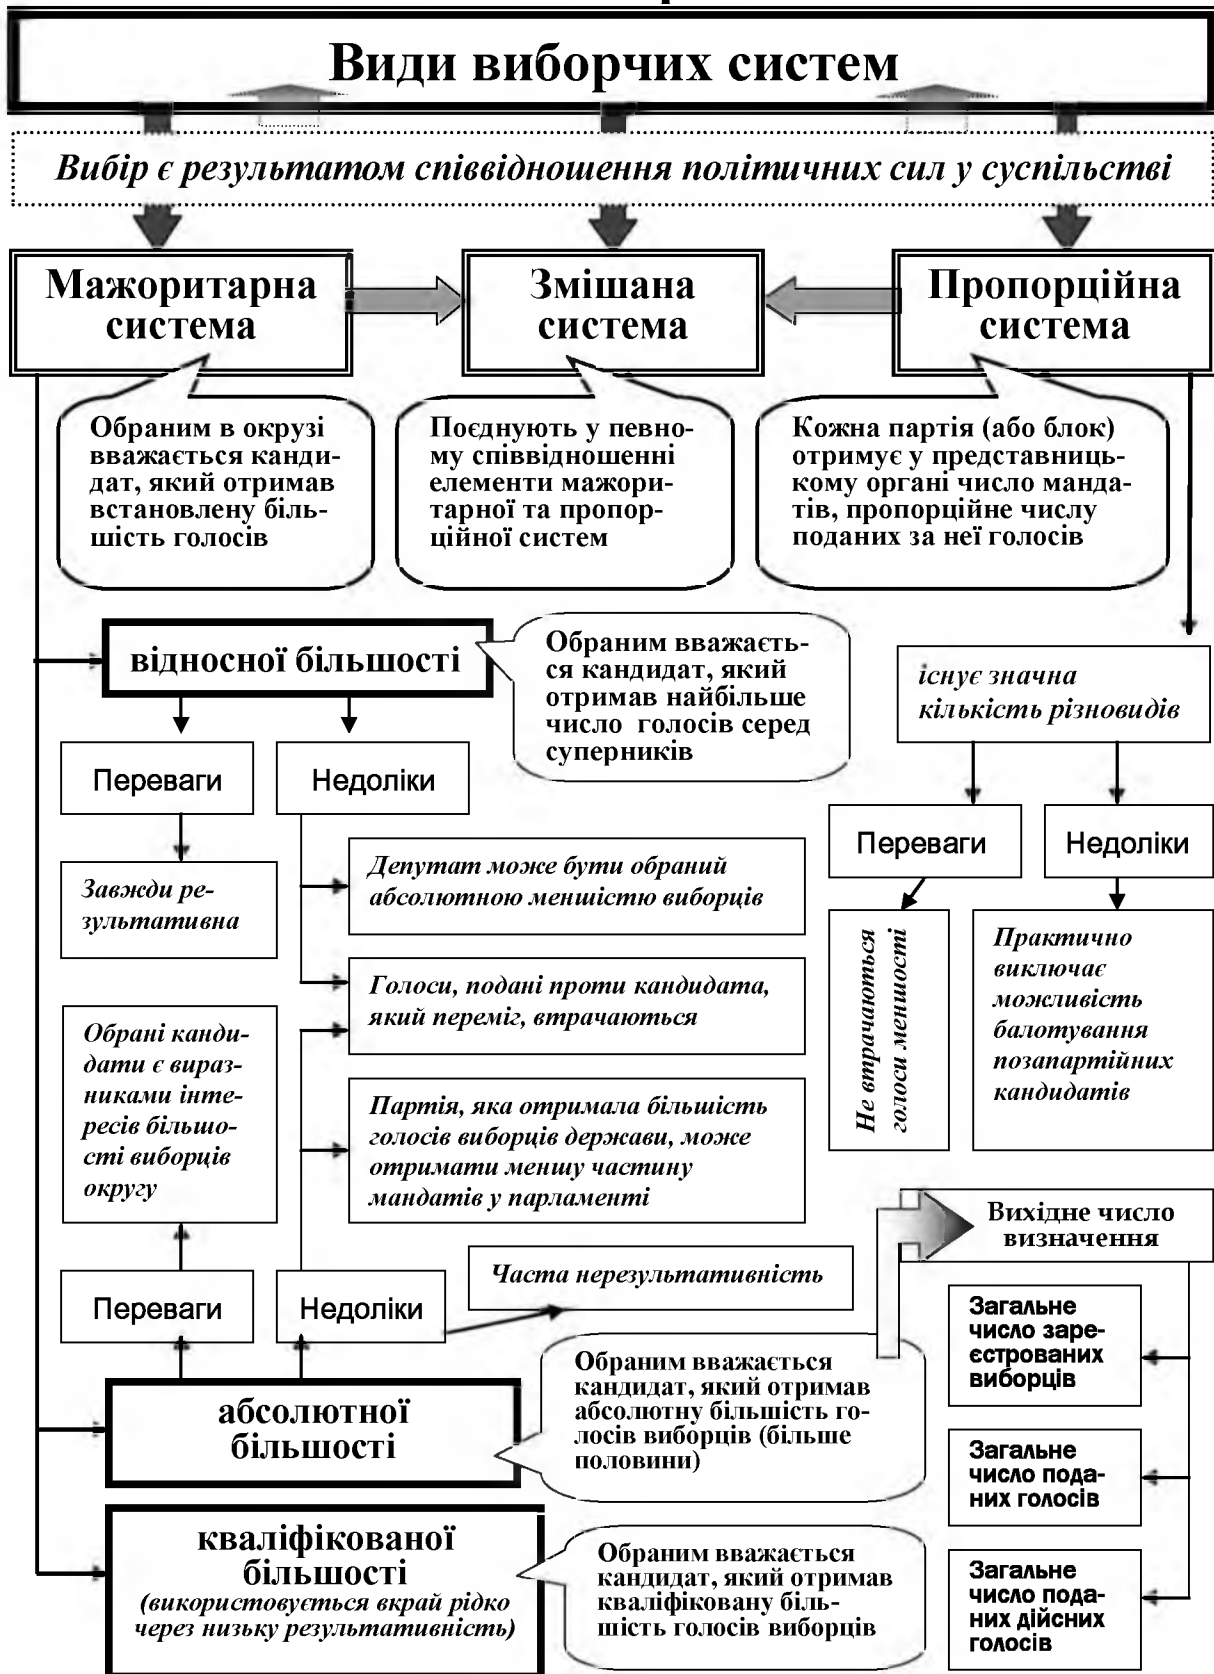 Види виборчих систем
Вибір є результатом співвідношення політичних сил у суспільстві
Мажоритарна
система
Змішана
система
Пропорційна
система
Обраним в окрузі
вважається канди-
дат, який отримав
встановлену біль-
шість голосів
Поєднують у певно-
му співвідношенні
елементи мажори-
тарної та пропор-
ційної систем
Кожна партія (або блок)
отримує у представниць-
кому органі число манда-
тів, пропорційне числу
поданих за неї голосів
відносної більшості
Обраним вважаєть-
ся кандидат, який
отримав найбільше
число голосів серед
суперників
існує значна
кількість різновидів
Переваги
Недоліки
Переваги
Недоліки
Завжди ре-
зультативна
Депутат може бути обраний
абсолютною меншістю виборців
Голоси, подані проти кандидата,
який переміг, втрачаються
Не втрачаються
голоси меншості
Практично
виключає
можливість
балотування
позапартійних
кандидатів
Обрані канди-
дати є вираз-
никами інте-
ресів більшо-
сті виборців
округу
Партія, яка отримала більшість
голосів виборців держави, може
отримати меншу частину
мандатів у парламенті
Вихідне число
визначення
Переваги
Недоліки
Часта нерезультативність
Загальне
число заре-
єстрованих
виборців
абсолютної
більшості
Обраним вважається
кандидат, який отримав
абсолютну більшість го-
лосів виборців (більше
половини)
Загальне
число пода-
них голосів
кваліфікованої
більшості
(використовується вкрай рідко
через низьку результативність)
Обраним вважається
кандидат, який отримав
кваліфіковану біль-
шість голосів виборців
Загальне
число пода-
них дійсних
голосів